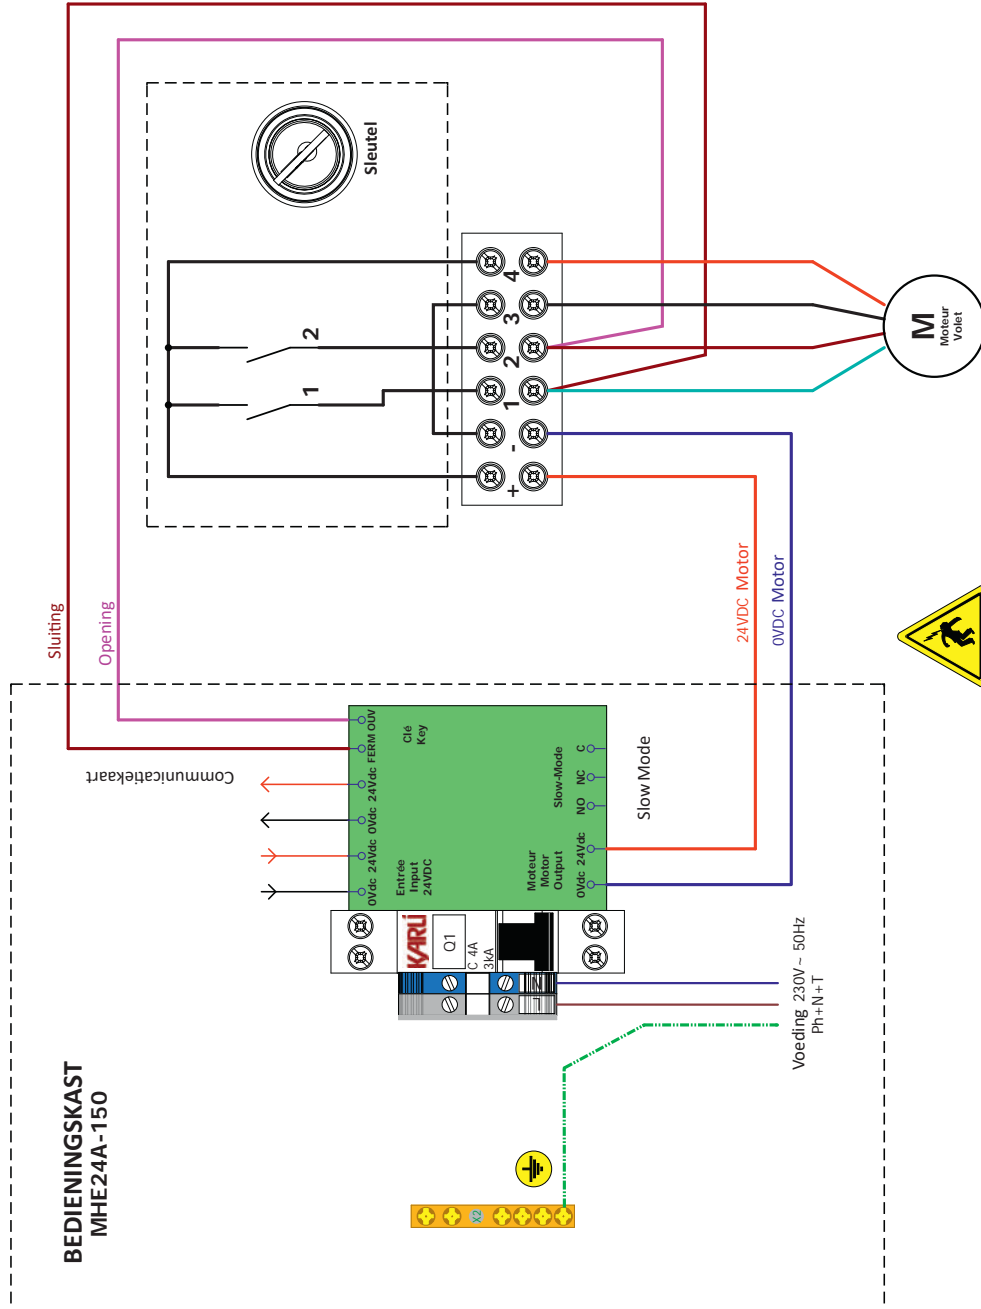 BEDIENINGSKAST
MHE24A-150
Sluiting
Opening
Communicatiekaart
Sleutel
1
2
+
-
1
2
3
4
M
Moteur
Volet
24VDC Motor
0VDC Motor
0Vdc 24Vdc 0Vdc 24Vdc FERM OUV
Entrée
Input
24VDC
Clé
Key
Moteur
Motor
Output
0Vdc 24Vdc
Slow-Mode
NO NC C
Slow Mode
KARLi
Q1
C 4A
3kA
N
L
Voeding 230V ~ 50Hz
Ph+N+T
X2